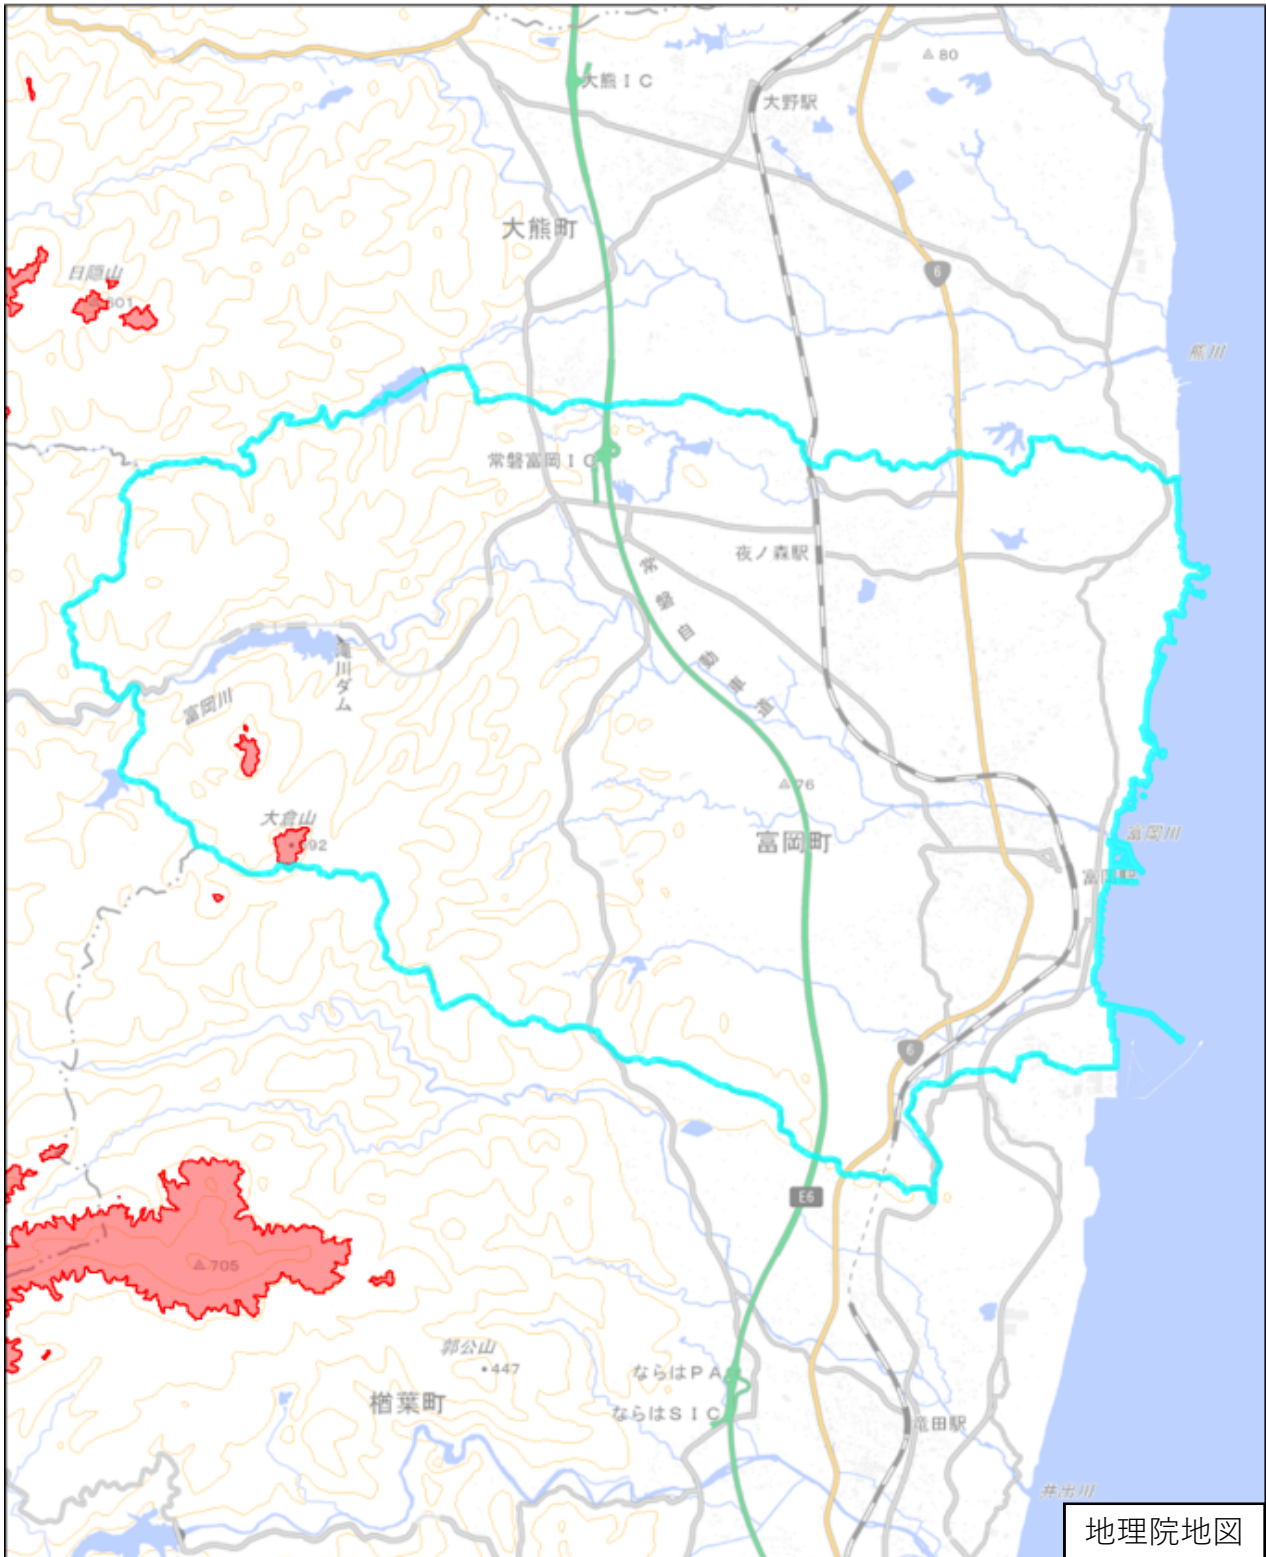 80
大熊ＩＣ
大野駅
大熊町
6
日隠山
601
熊川
常磐富岡ＩＣ
夜ノ森駅
常磐自動車道
滝川ダム
富岡川
76
大倉山
富岡町
富岡川
6
E6
705
郭公山
447
ならはＰＡ
楢葉町
ならはＳＩＣ
竜田駅
井出川
地理院地図